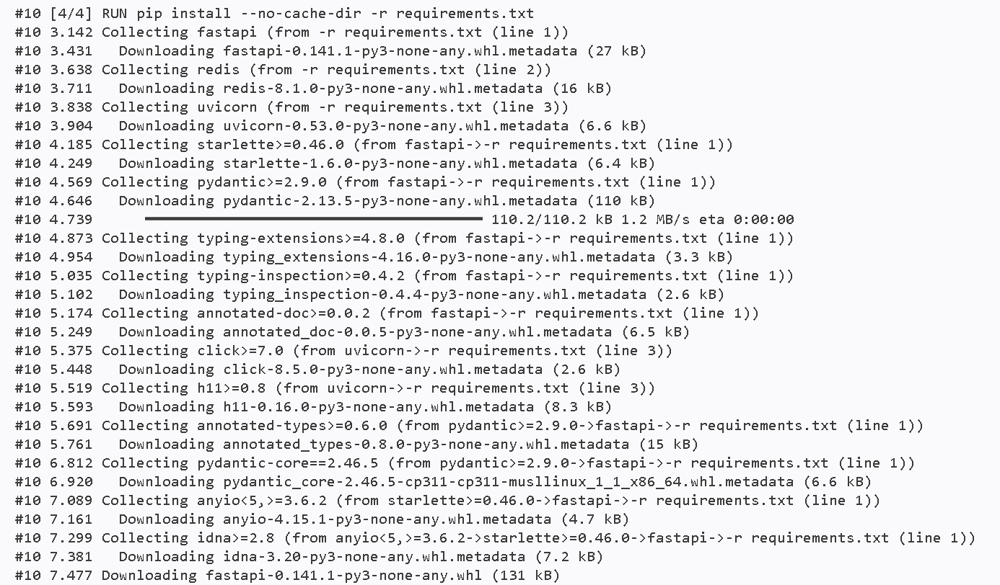 #10 [4/4] RUN pip install --no-cache-dir -r requirements.txt
#10 3.142 Collecting fastapi (from -r requirements.txt (line 1))
#10 3.431   Downloading fastapi-0.141.1-py3-none-any.whl.metadata (27 kB)
#10 3.638 Collecting redis (from -r requirements.txt (line 2))
#10 3.711   Downloading redis-8.1.0-py3-none-any.whl.metadata (16 kB)
#10 3.838 Collecting uvicorn (from -r requirements.txt (line 3))
#10 3.904   Downloading uvicorn-0.53.0-py3-none-any.whl.metadata (6.6 kB)
#10 4.185 Collecting starlette>=0.46.0 (from fastapi->-r requirements.txt (line 1))
#10 4.249   Downloading starlette-1.6.0-py3-none-any.whl.metadata (6.4 kB)
#10 4.569 Collecting pydantic>=2.9.0 (from fastapi->-r requirements.txt (line 1))
#10 4.646   Downloading pydantic-2.13.5-py3-none-any.whl.metadata (110 kB)
#10 4.739      ━━━━━━━━━━━━━━━━━━━━━━━━━━━━━━━━━━━━━━━ 110.2/110.2 kB 1.2 MB/s eta 0:00:00
#10 4.873 Collecting typing-extensions>=4.8.0 (from fastapi->-r requirements.txt (line 1))
#10 4.954   Downloading typing_extensions-4.16.0-py3-none-any.whl.metadata (3.3 kB)
#10 5.035 Collecting typing-inspection>=0.4.2 (from fastapi->-r requirements.txt (line 1))
#10 5.102   Downloading typing_inspection-0.4.4-py3-none-any.whl.metadata (2.6 kB)
#10 5.174 Collecting annotated-doc>=0.0.2 (from fastapi->-r requirements.txt (line 1))
#10 5.249   Downloading annotated_doc-0.0.5-py3-none-any.whl.metadata (6.5 kB)
#10 5.375 Collecting click>=7.0 (from uvicorn->-r requirements.txt (line 3))
#10 5.448   Downloading click-8.5.0-py3-none-any.whl.metadata (2.6 kB)
#10 5.519 Collecting h11>=0.8 (from uvicorn->-r requirements.txt (line 3))
#10 5.593   Downloading h11-0.16.0-py3-none-any.whl.metadata (8.3 kB)
#10 5.691 Collecting annotated-types>=0.6.0 (from pydantic>=2.9.0->fastapi->-r requirements.txt (line 1))
#10 5.761   Downloading annotated_types-0.8.0-py3-none-any.whl.metadata (15 kB)
#10 6.812 Collecting pydantic-core==2.46.5 (from pydantic>=2.9.0->fastapi->-r requirements.txt (line 1))
#10 6.920   Downloading pydantic_core-2.46.5-cp311-cp311-musllinux_1_1_x86_64.whl.metadata (6.6 kB)
#10 7.089 Collecting anyio<5,>=3.6.2 (from starlette>=0.46.0->fastapi->-r requirements.txt (line 1))
#10 7.161   Downloading anyio-4.15.1-py3-none-any.whl.metadata (4.7 kB)
#10 7.299 Collecting idna>=2.8 (from anyio<5,>=3.6.2->starlette>=0.46.0->fastapi->-r requirements.txt (line 1))
#10 7.381   Downloading idna-3.20-py3-none-any.whl.metadata (7.2 kB)
#10 7.477 Downloading fastapi-0.141.1-py3-none-any.whl (131 kB)